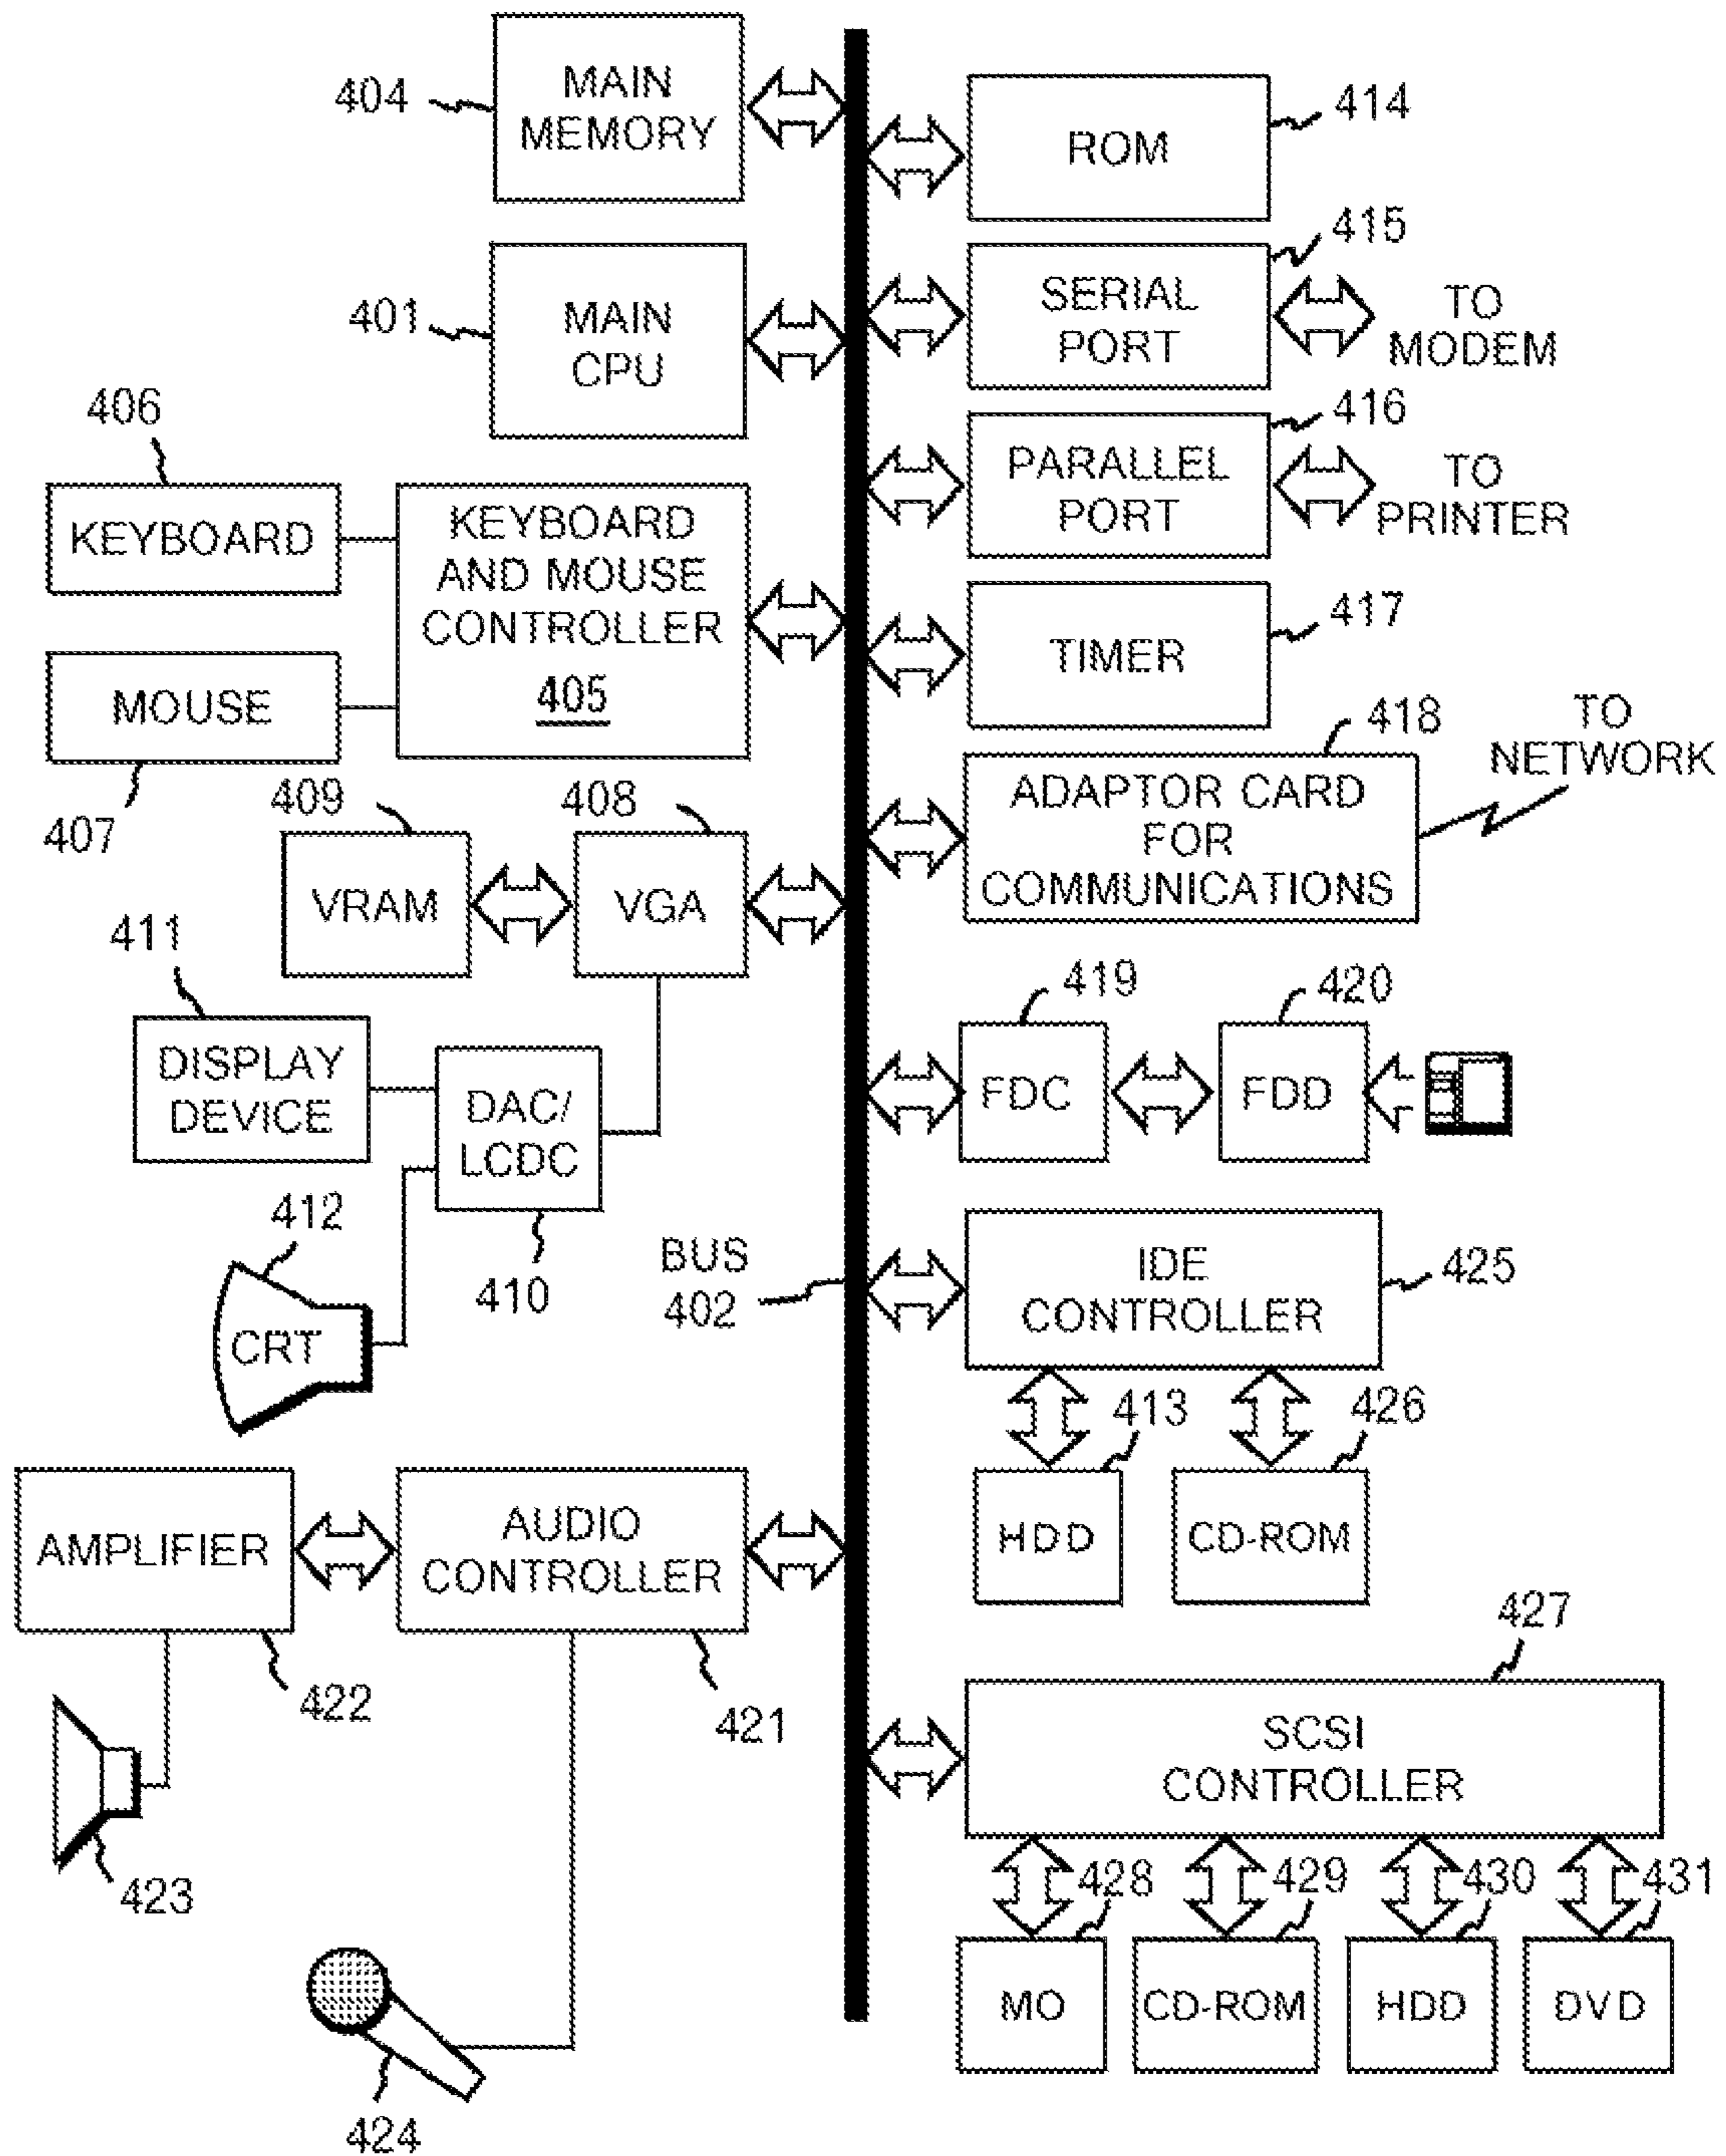 404
MAIN
MEMORY
401
MAIN
CPU
406
KEYBOARD
KEYBOARD
AND MOUSE
CONTROLLER
405
MOUSE
407
409
VRAM
408
VGA
411
DISPLAY
DEVICE
DAC/
LCDC
410
412
CRT
BUS
402
AMPLIFIER
422
AUDIO
CONTROLLER
421
423
424
ROM
414
SERIAL
PORT
415
TO
MODEM
PARALLEL
PORT
416
TO
PRINTER
TIMER
417
ADAPTOR CARD
FOR
COMMUNICATIONS
418
TO
NETWORK
419
FDC
420
FDD
IDE
CONTROLLER
425
413
HDD
426
CD-ROM
427
SCSI
CONTROLLER
428
MO
429
CD-ROM
430
HDD
431
DVD